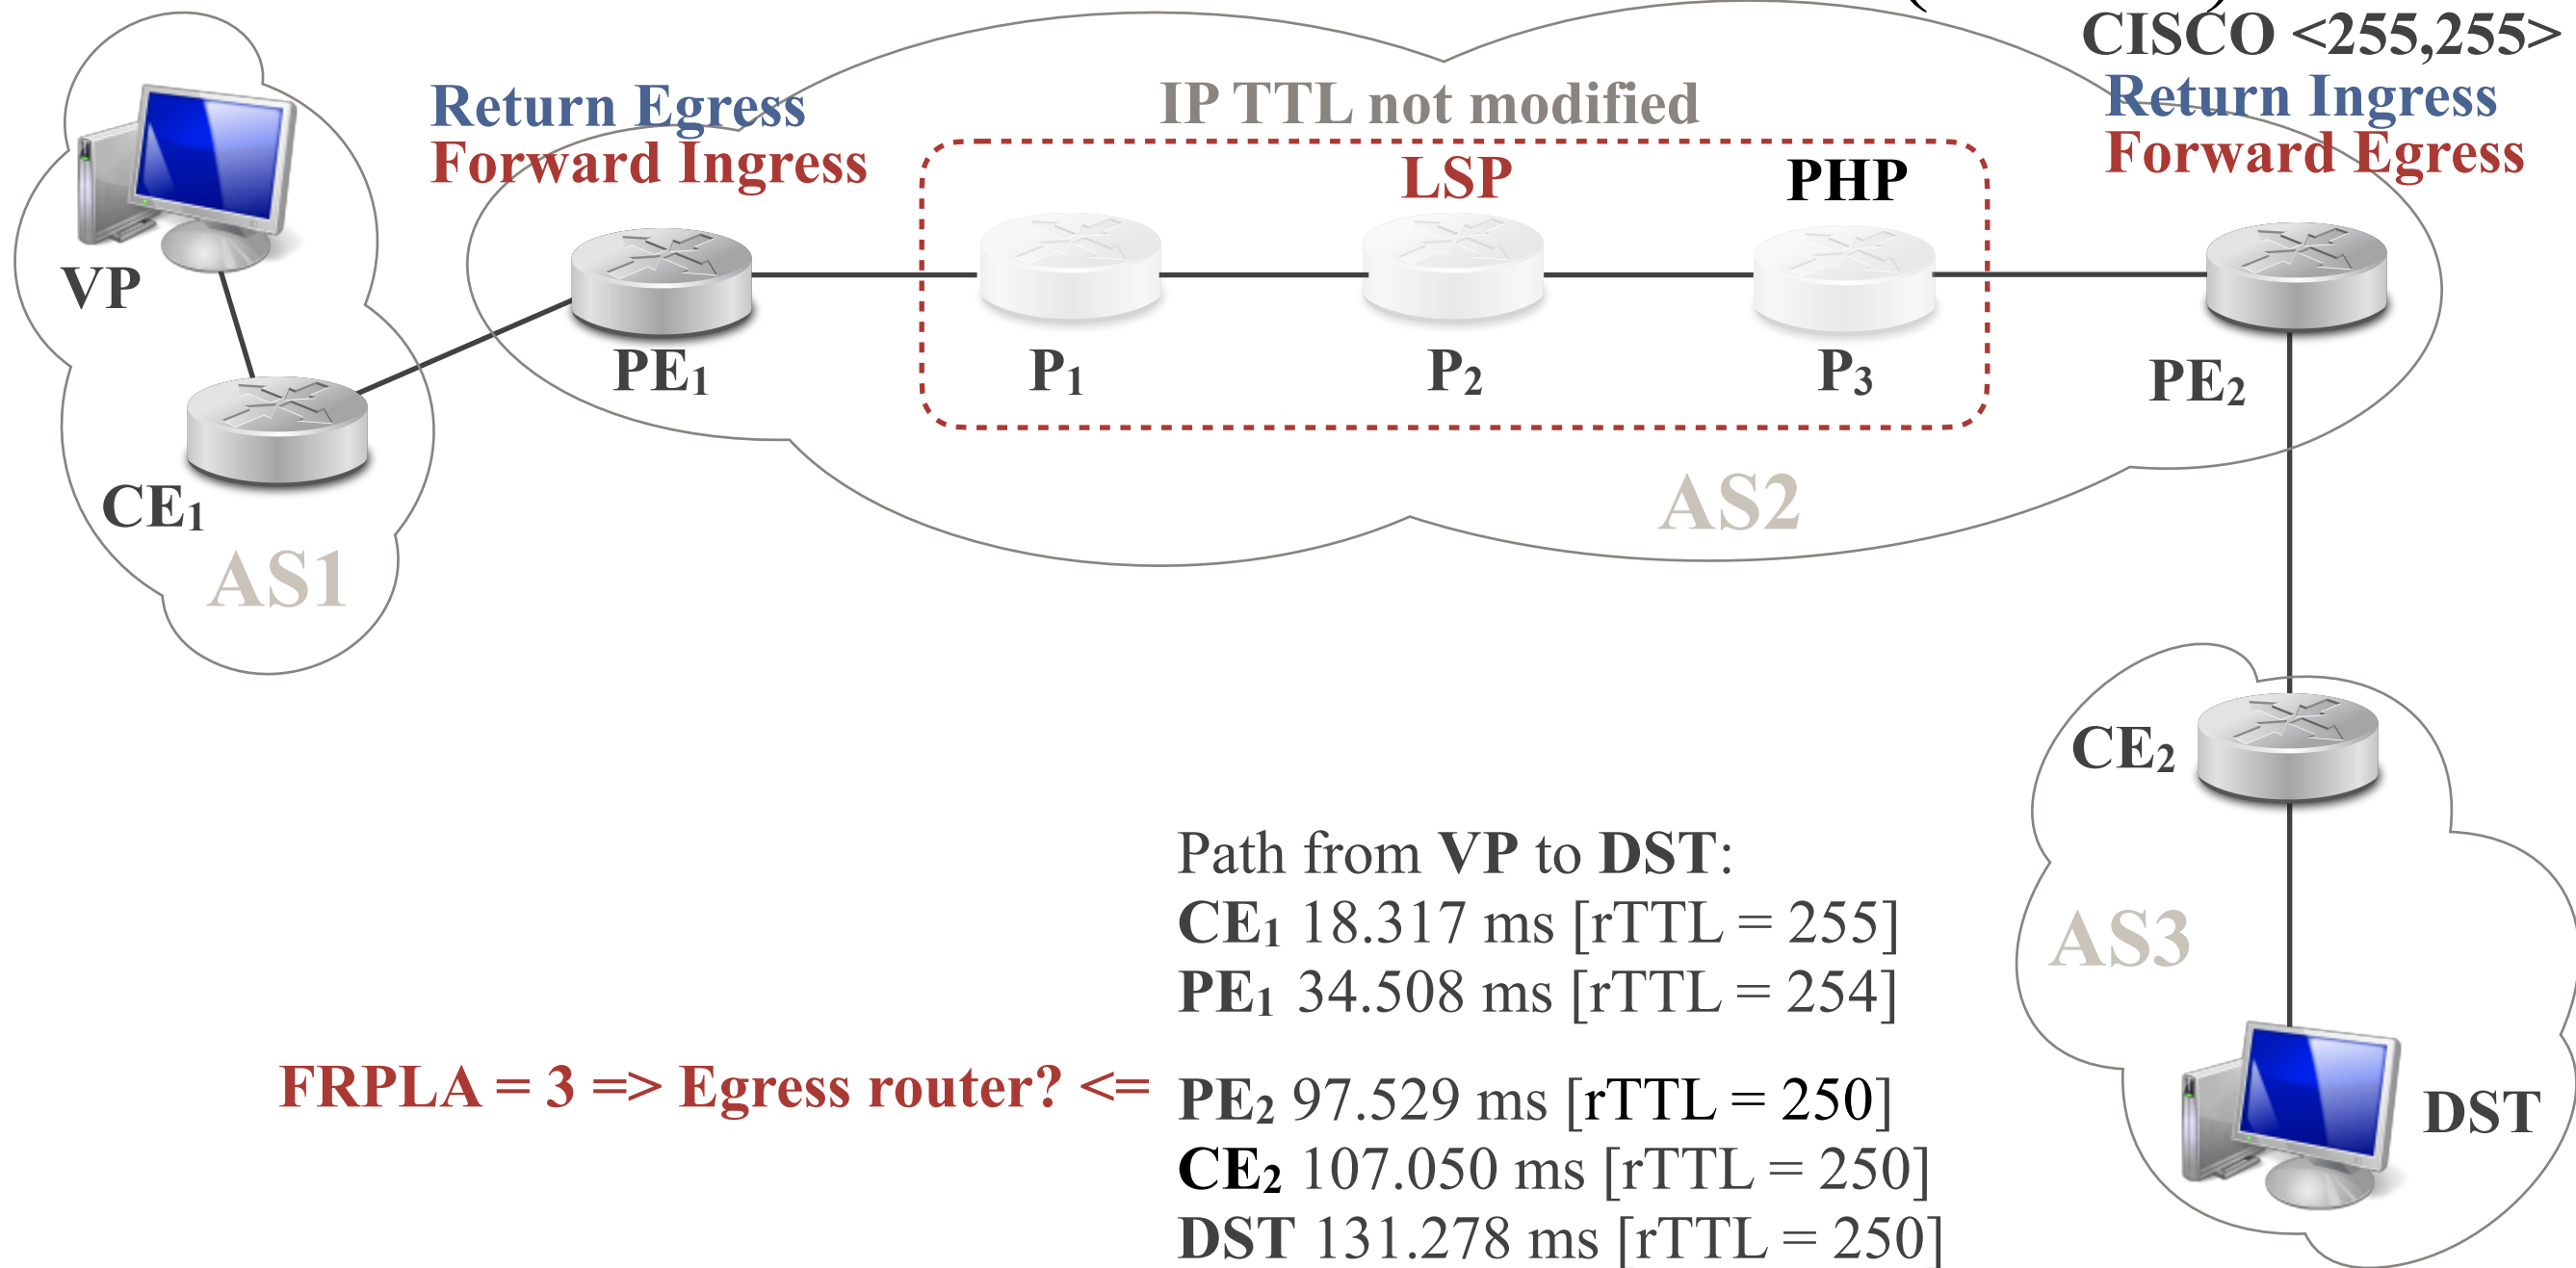 CISCO <255,255>
Return Egress
Forward Ingress
IP TTL not modified
Return Ingress
Forward Egress
LSP
PHP
VP
PE1
P1
P2
P3
PE2
CE1
AS1
AS2
CE2
Path from VP to DST:
CE1 18.317 ms [rTTL = 255]
PE1 34.508 ms [rTTL = 254]
AS3
FRPLA = 3 => Egress router? <=
PE2 97.529 ms [rTTL = 250]
CE2 107.050 ms [rTTL = 250]
DST 131.278 ms [rTTL = 250]
DST